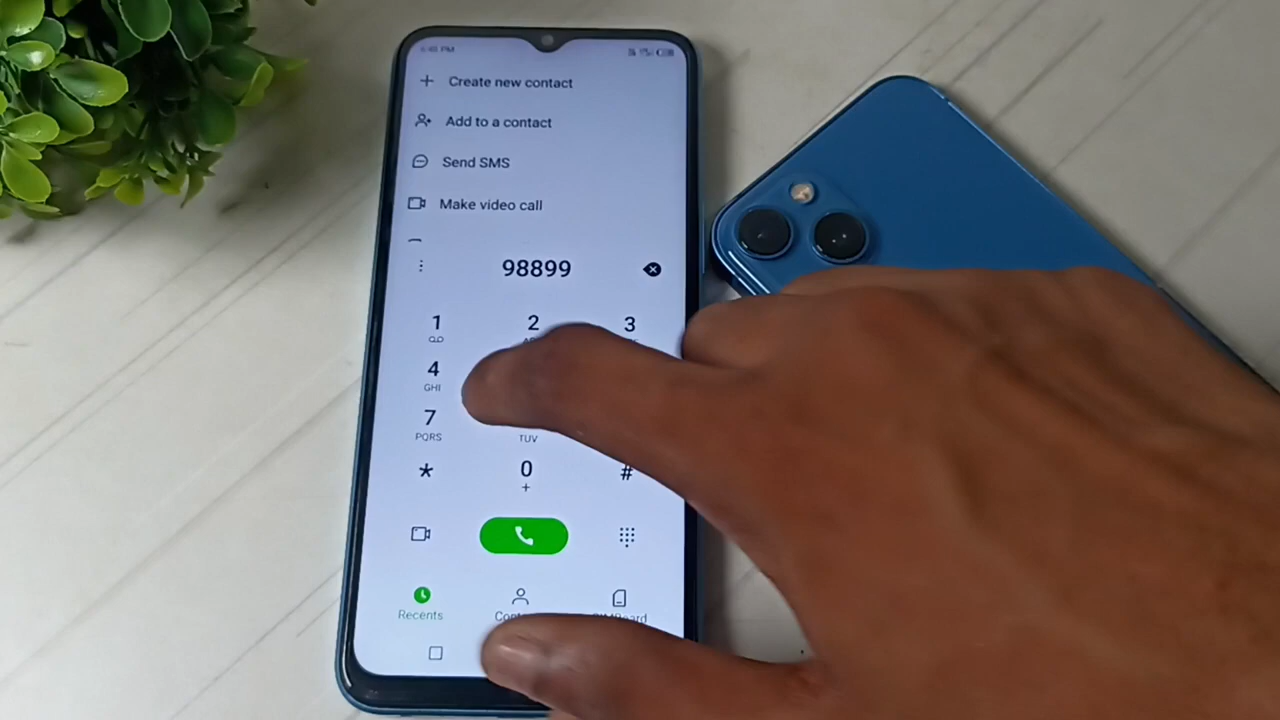 Create new contact
Add to a contact
Send SMS
Make video call
98899
1 2 3
4
GHI
7
PQRS TUV
* 0 #
+
Recents